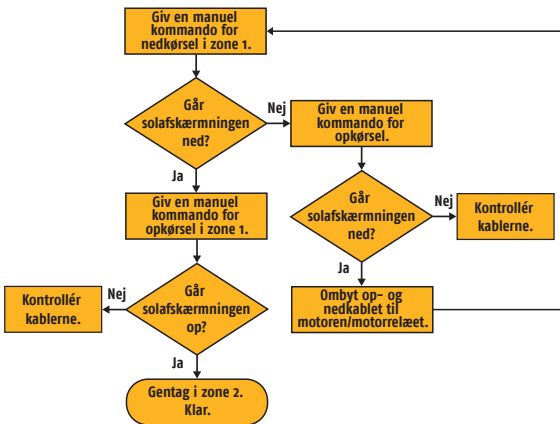 Giv en manuel
kommando for
nedkørsel i zone 1.
Går
solafskærmningen
ned?
Nej
Giv en manuel
kommando for
opkørsel.
Ja
Giv en manuel
kommando for
opkørsel i zone 1.
Går
solafskærmningen
ned?
Nej
Kontrollér
kablerne.
Ja
Ombyt op- og
nedkablet til
motoren/motorrelæet.
Går
solafskærmningen
op?
Nej
Kontrollér
kablerne.
Ja
Gentag i zone 2.
Klar.